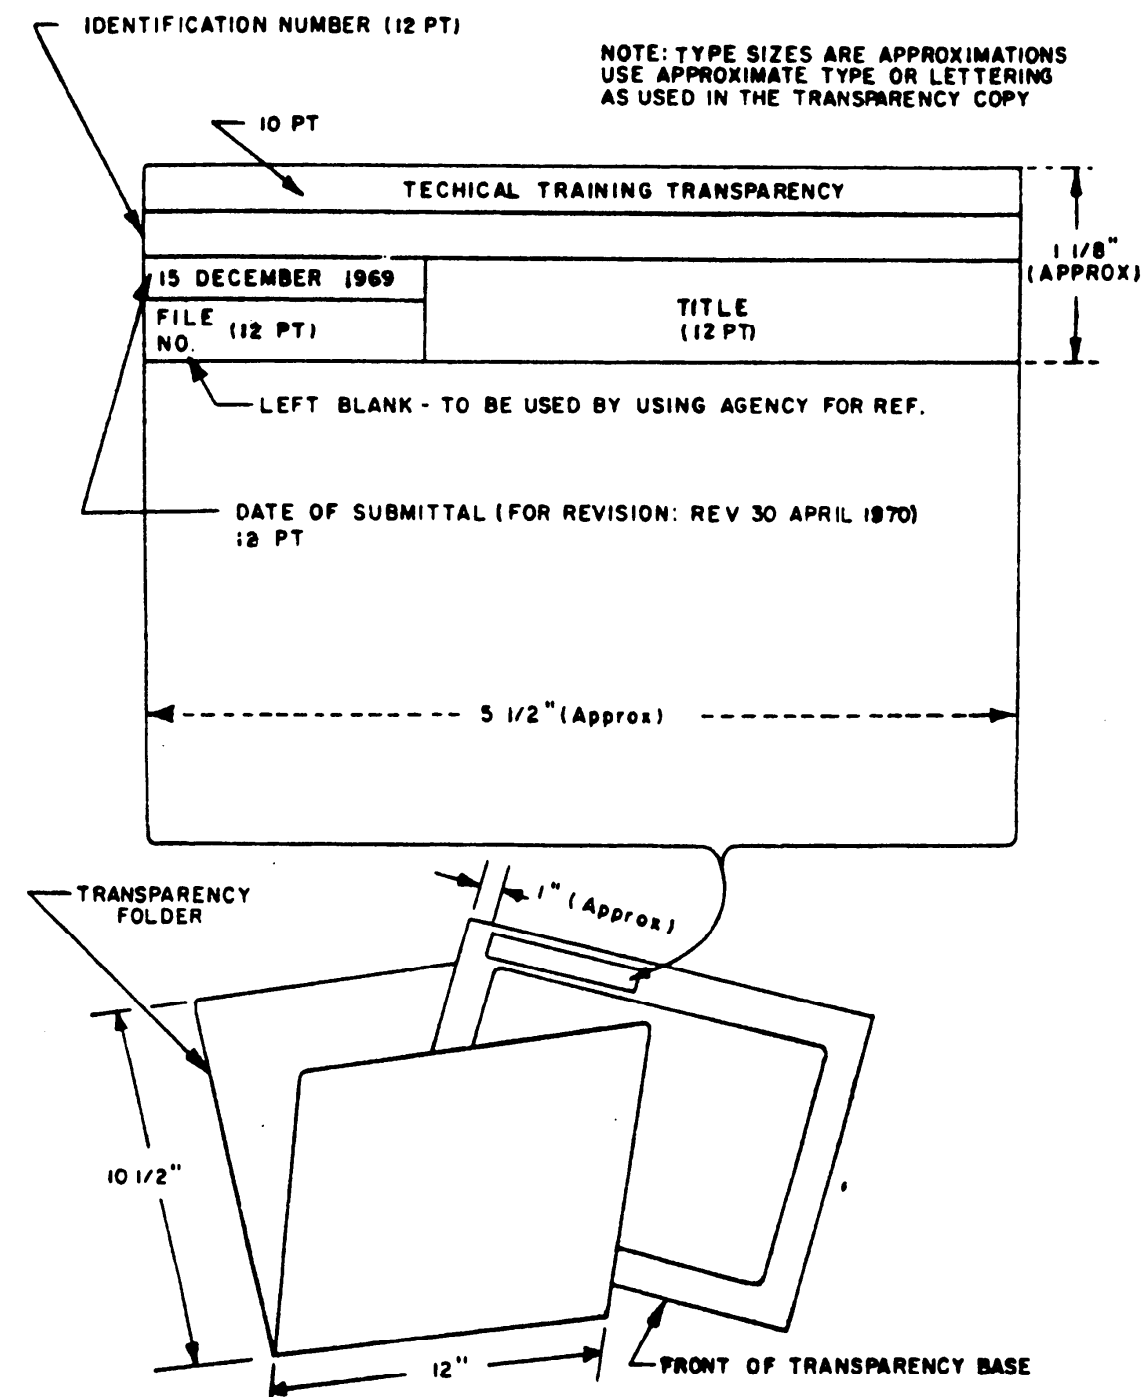 IDENTIFICATION NUMBER (12 PT)
NOTE: TYPE SIZES ARE APPROXIMATIONS
USE APPROXIMATE TYPE OR LETTERING
AS USED IN THE TRANSPARENCY COPY
10 PT
TECHICAL TRAINING TRANSPARENCY
1 1/8"
(APPROX)
15 DECEMBER 1969
TITLE
(12 PT)
FILE
NO. (12 PT)
LEFT BLANK - TO BE USED BY USING AGENCY FOR REF.
DATE OF SUBMITTAL (FOR REVISION: REV 30 APRIL 1970)
12 PT
5 1/2" (Approx)
1" (Approx)
TRANSPARENCY
FOLDER
10 1/2"
12"
FRONT OF TRANSPARENCY BASE